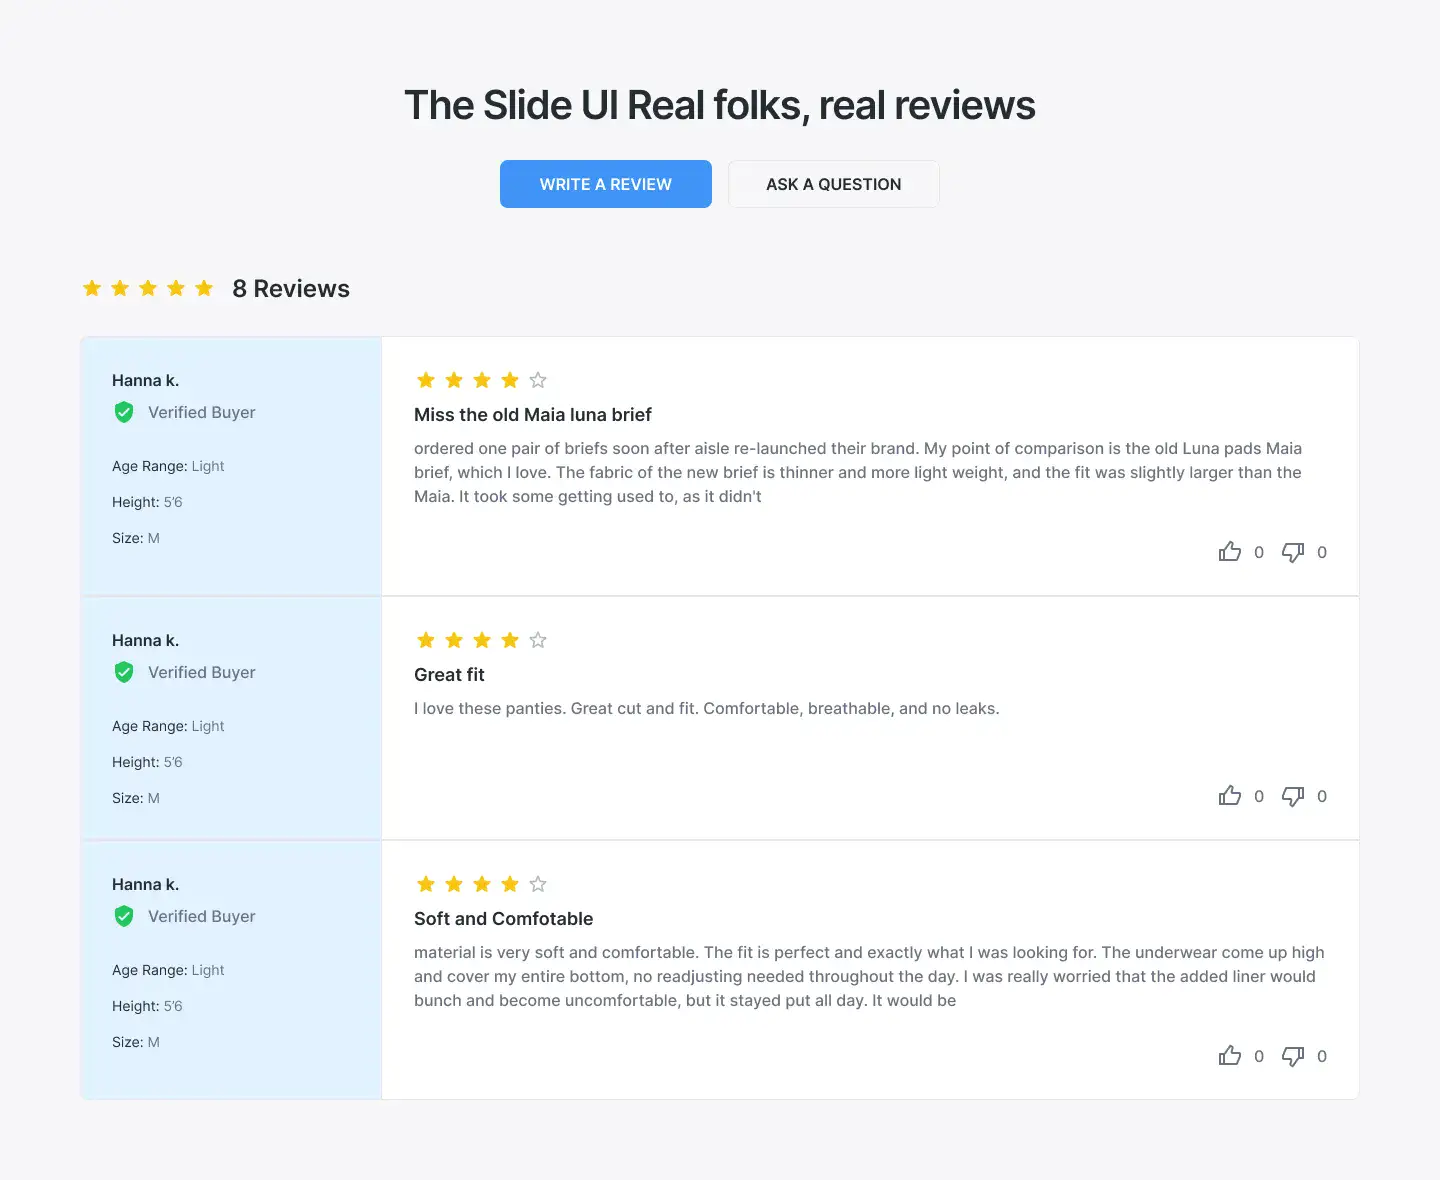 The Slide UI Real folks, real reviews
WRITE A REVIEW
ASK A QUESTION
8 Reviews
Hanna k.
Verified Buyer
Age Range: Light
Height: 5'6
Size: M
Miss the old Maia luna brief
ordered one pair of briefs soon after aisle re-launched their brand. My point of comparison is the old Luna pads Maia
brief, which I love. The fabric of the new brief is thinner and more light weight, and the fit was slightly larger than the
Maia. It took some getting used to, as it didn't
0
0
Hanna k.
Verified Buyer
Age Range: Light
Height: 5'6
Size: M
Great fit
I love these panties. Great cut and fit. Comfortable, breathable, and no leaks.
0
0
Hanna k.
Verified Buyer
Age Range: Light
Height: 5'6
Size: M
Soft and Comfotable
material is very soft and comfortable. The fit is perfect and exactly what I was looking for. The underwear come up high
and cover my entire bottom, no readjusting needed throughout the day. I was really worried that the added liner would
bunch and become uncomfortable, but it stayed put all day. It would be
0
0